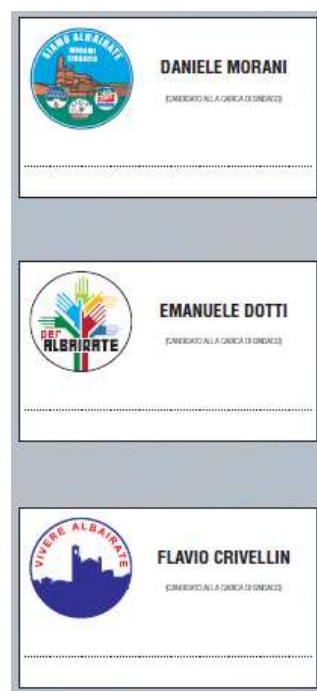 SIAMO ALBAIRATE
MORANI
SINDACO
DANIELE MORANI
(CANDIDATO ALLA CARICA DI SINDACO)
per
ALBAIRATE
EMANUELE DOTTI
(CANDIDATO ALLA CARICA DI SINDACO)
VIVERE ALBAIRATE
FLAVIO CRIVELLIN
(CANDIDATO ALLA CARICA DI SINDACO)